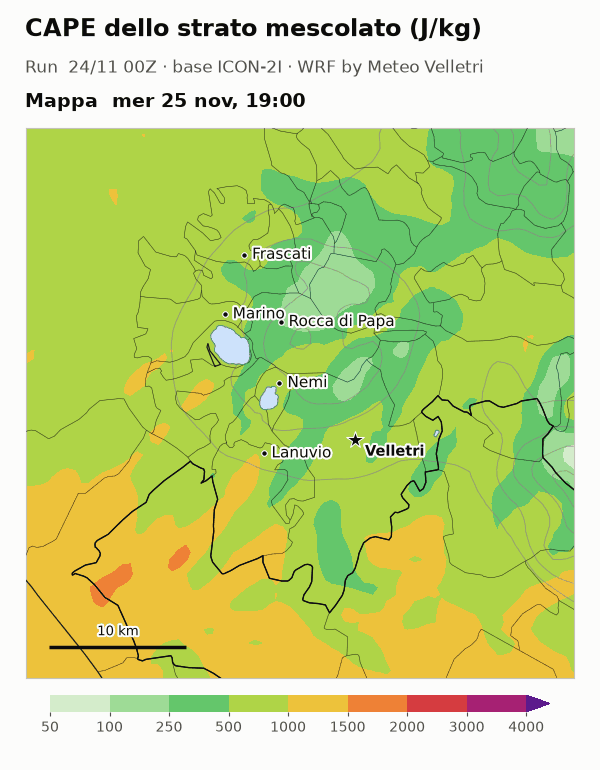 CAPE dello strato mescolato (J/kg)
Run  24/11 00Z · base ICON-2I · WRF by Meteo Velletri
Mappa  mer 25 nov, 19:00
Frascati
Marino
Rocca di Papa
Nemi
Velletri
Lanuvio
10 km
50 100 250 500 1000 1500 2000 3000 4000